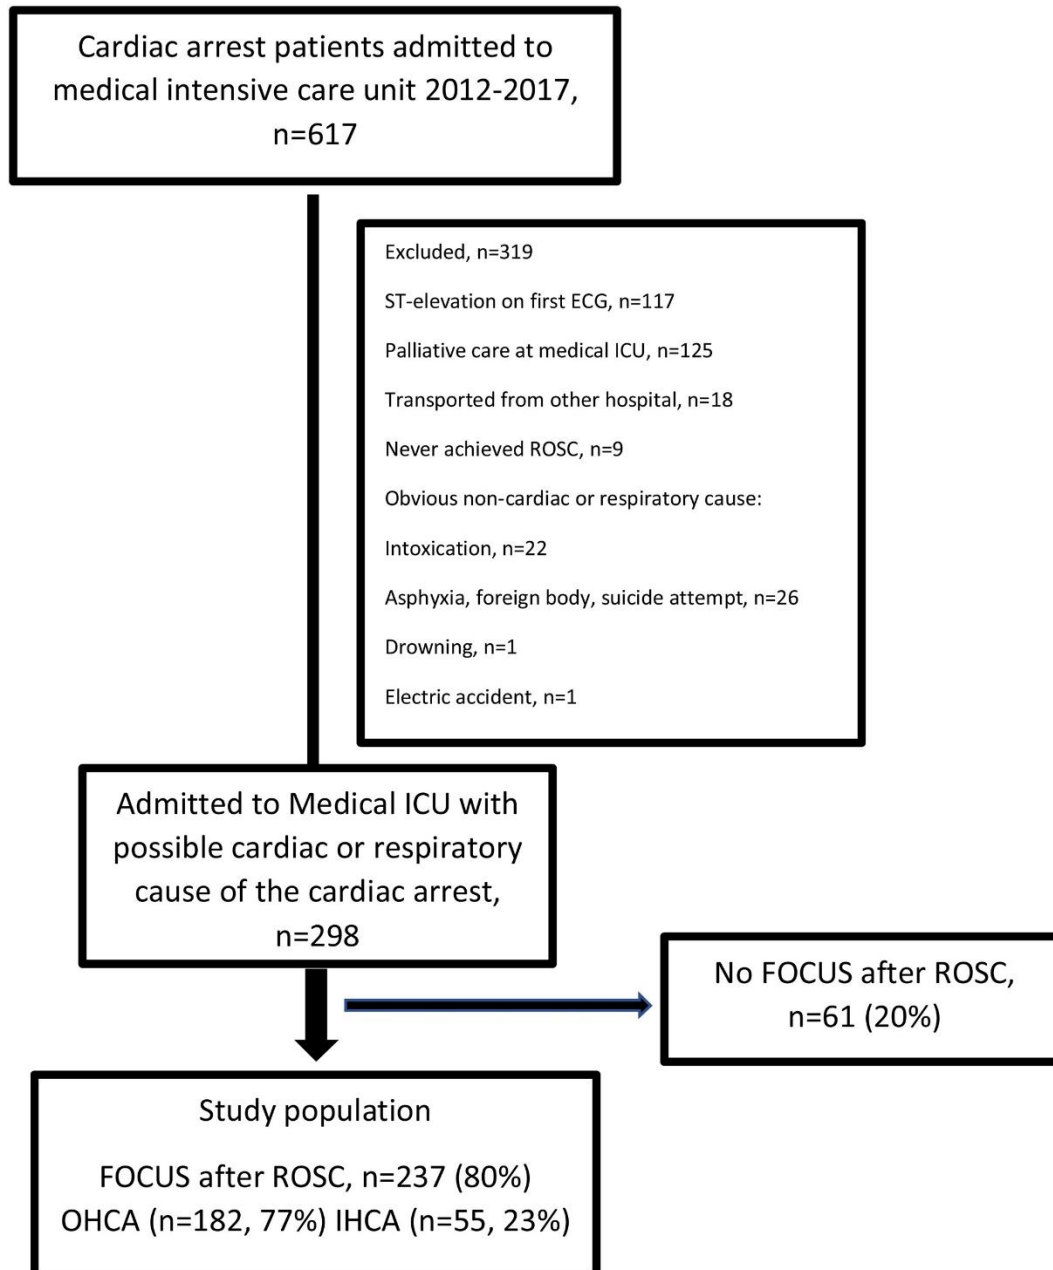 Cardiac arrest patients admitted to
medical intensive care unit 2012-2017,
n=617
Excluded, n=319
ST-elevation on first ECG, n=117
Palliative care at medical ICU, n=125
Transported from other hospital, n=18
Never achieved ROSC, n=9
Obvious non-cardiac or respiratory cause:
Intoxication, n=22
Asphyxia, foreign body, suicide attempt, n=26
Drowning, n=1
Electric accident, n=1
Admitted to Medical ICU with
possible cardiac or respiratory
cause of the cardiac arrest,
n=298
No FOCUS after ROSC,
n=61 (20%)
Study population
FOCUS after ROSC, n=237 (80%)
OHCA (n=182, 77%) IHCA (n=55, 23%)